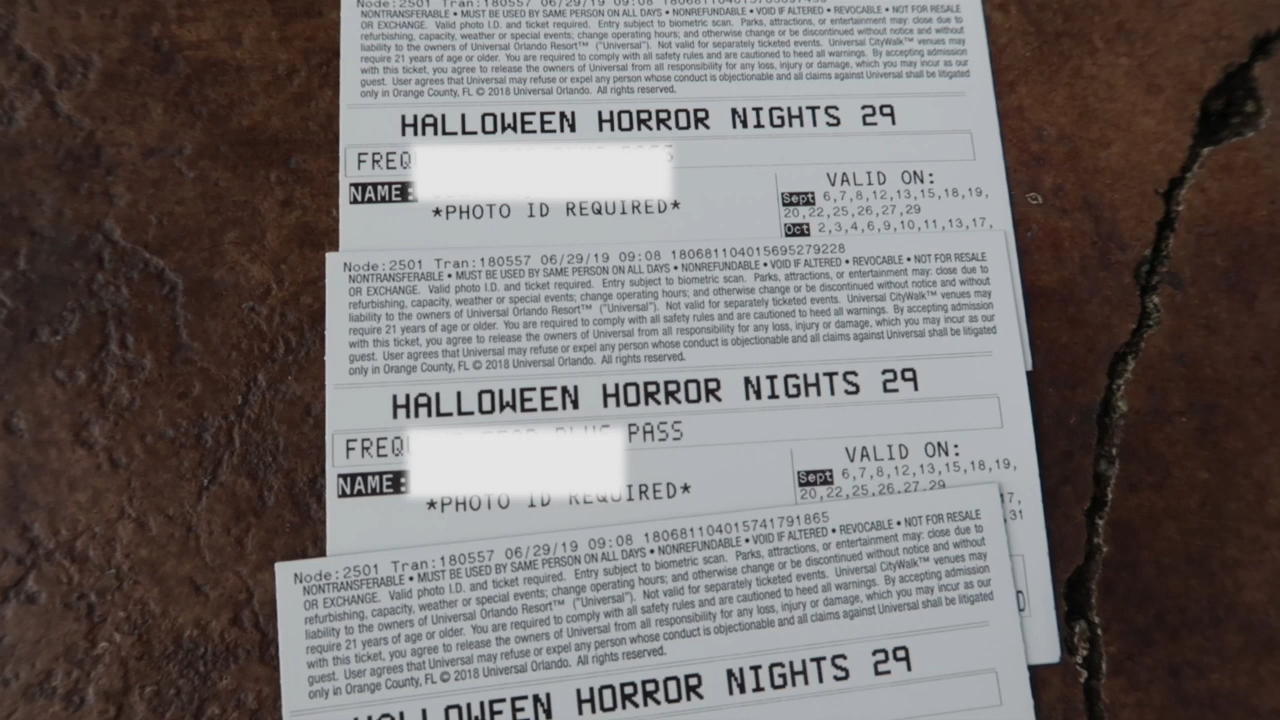 Node:2501 Tran:180557 06/29/19 09:08
NONTRANSFERABLE • MUST BE USED BY SAME PERSON ON ALL DAYS • NONREFUNDABLE • VOID IF ALTERED • REVOCABLE • NOT FOR RESALE
OR EXCHANGE. Valid photo I.D. and ticket required. Entry subject to biometric scan. Parks, attractions, or entertainment may: close due to
refurbishing, capacity, weather or special events; change operating hours; and otherwise change or be discontinued without notice and without
liability to the owners of Universal Orlando Resort™ ("Universal"). Not valid for separately ticketed events. Universal CityWalk™ venues may
require 21 years of age or older. You are required to comply with all safety rules and are cautioned to heed all warnings. By accepting admission
with this ticket, you agree to release the owners of Universal from all responsibility for any loss, injury or damage, which you may incur as our
guest. User agrees that Universal may refuse or expel any person whose conduct is objectionable and all claims against Universal shall be litigated
only in Orange County, FL © 2018 Universal Orlando. All rights reserved.
HALLOWEEN HORROR NIGHTS 29
FREQ
NAME:
*PHOTO ID REQUIRED*
VALID ON:
Sept 6,7,8,12,13,15,18,19,
20,22,25,26,27,29
Oct 2,3,4,6,9,10,11,13,17,
Node:2501 Tran:180557 06/29/19 09:08 180681104015695279228
NONTRANSFERABLE • MUST BE USED BY SAME PERSON ON ALL DAYS • NONREFUNDABLE • VOID IF ALTERED • REVOCABLE • NOT FOR RESALE
OR EXCHANGE. Valid photo I.D. and ticket required. Entry subject to biometric scan. Parks, attractions, or entertainment may: close due to
refurbishing, capacity, weather or special events; change operating hours; and otherwise change or be discontinued without notice and without
liability to the owners of Universal Orlando Resort™ ("Universal"). Not valid for separately ticketed events. Universal CityWalk™ venues may
require 21 years of age or older. You are required to comply with all safety rules and are cautioned to heed all warnings. By accepting admission
with this ticket, you agree to release the owners of Universal from all responsibility for any loss, injury or damage, which you may incur as our
guest. User agrees that Universal may refuse or expel any person whose conduct is objectionable and all claims against Universal shall be litigated
only in Orange County, FL © 2018 Universal Orlando. All rights reserved.
HALLOWEEN HORROR NIGHTS 29
FREQ PASS
NAME:
*PHOTO ID REQUIRED*
VALID ON:
Sept 6,7,8,12,13,15,18,19,
20,22,25,26,27,29
17,
31
Node:2501 Tran:180557 06/29/19 09:08 180681104015741791865
NONTRANSFERABLE • MUST BE USED BY SAME PERSON ON ALL DAYS • NONREFUNDABLE • VOID IF ALTERED • REVOCABLE • NOT FOR RESALE
OR EXCHANGE. Valid photo I.D. and ticket required. Entry subject to biometric scan. Parks, attractions, or entertainment may: close due to
refurbishing, capacity, weather or special events; change operating hours; and otherwise change or be discontinued without notice and without
liability to the owners of Universal Orlando Resort™ ("Universal"). Not valid for separately ticketed events. Universal CityWalk™ venues may
require 21 years of age or older. You are required to comply with all safety rules and are cautioned to heed all warnings. By accepting admission
with this ticket, you agree to release the owners of Universal from all responsibility for any loss, injury or damage, which you may incur as our
guest. User agrees that Universal may refuse or expel any person whose conduct is objectionable and all claims against Universal shall be litigated
only in Orange County, FL © 2018 Universal Orlando. All rights reserved.
HALLOWEEN HORROR NIGHTS 29